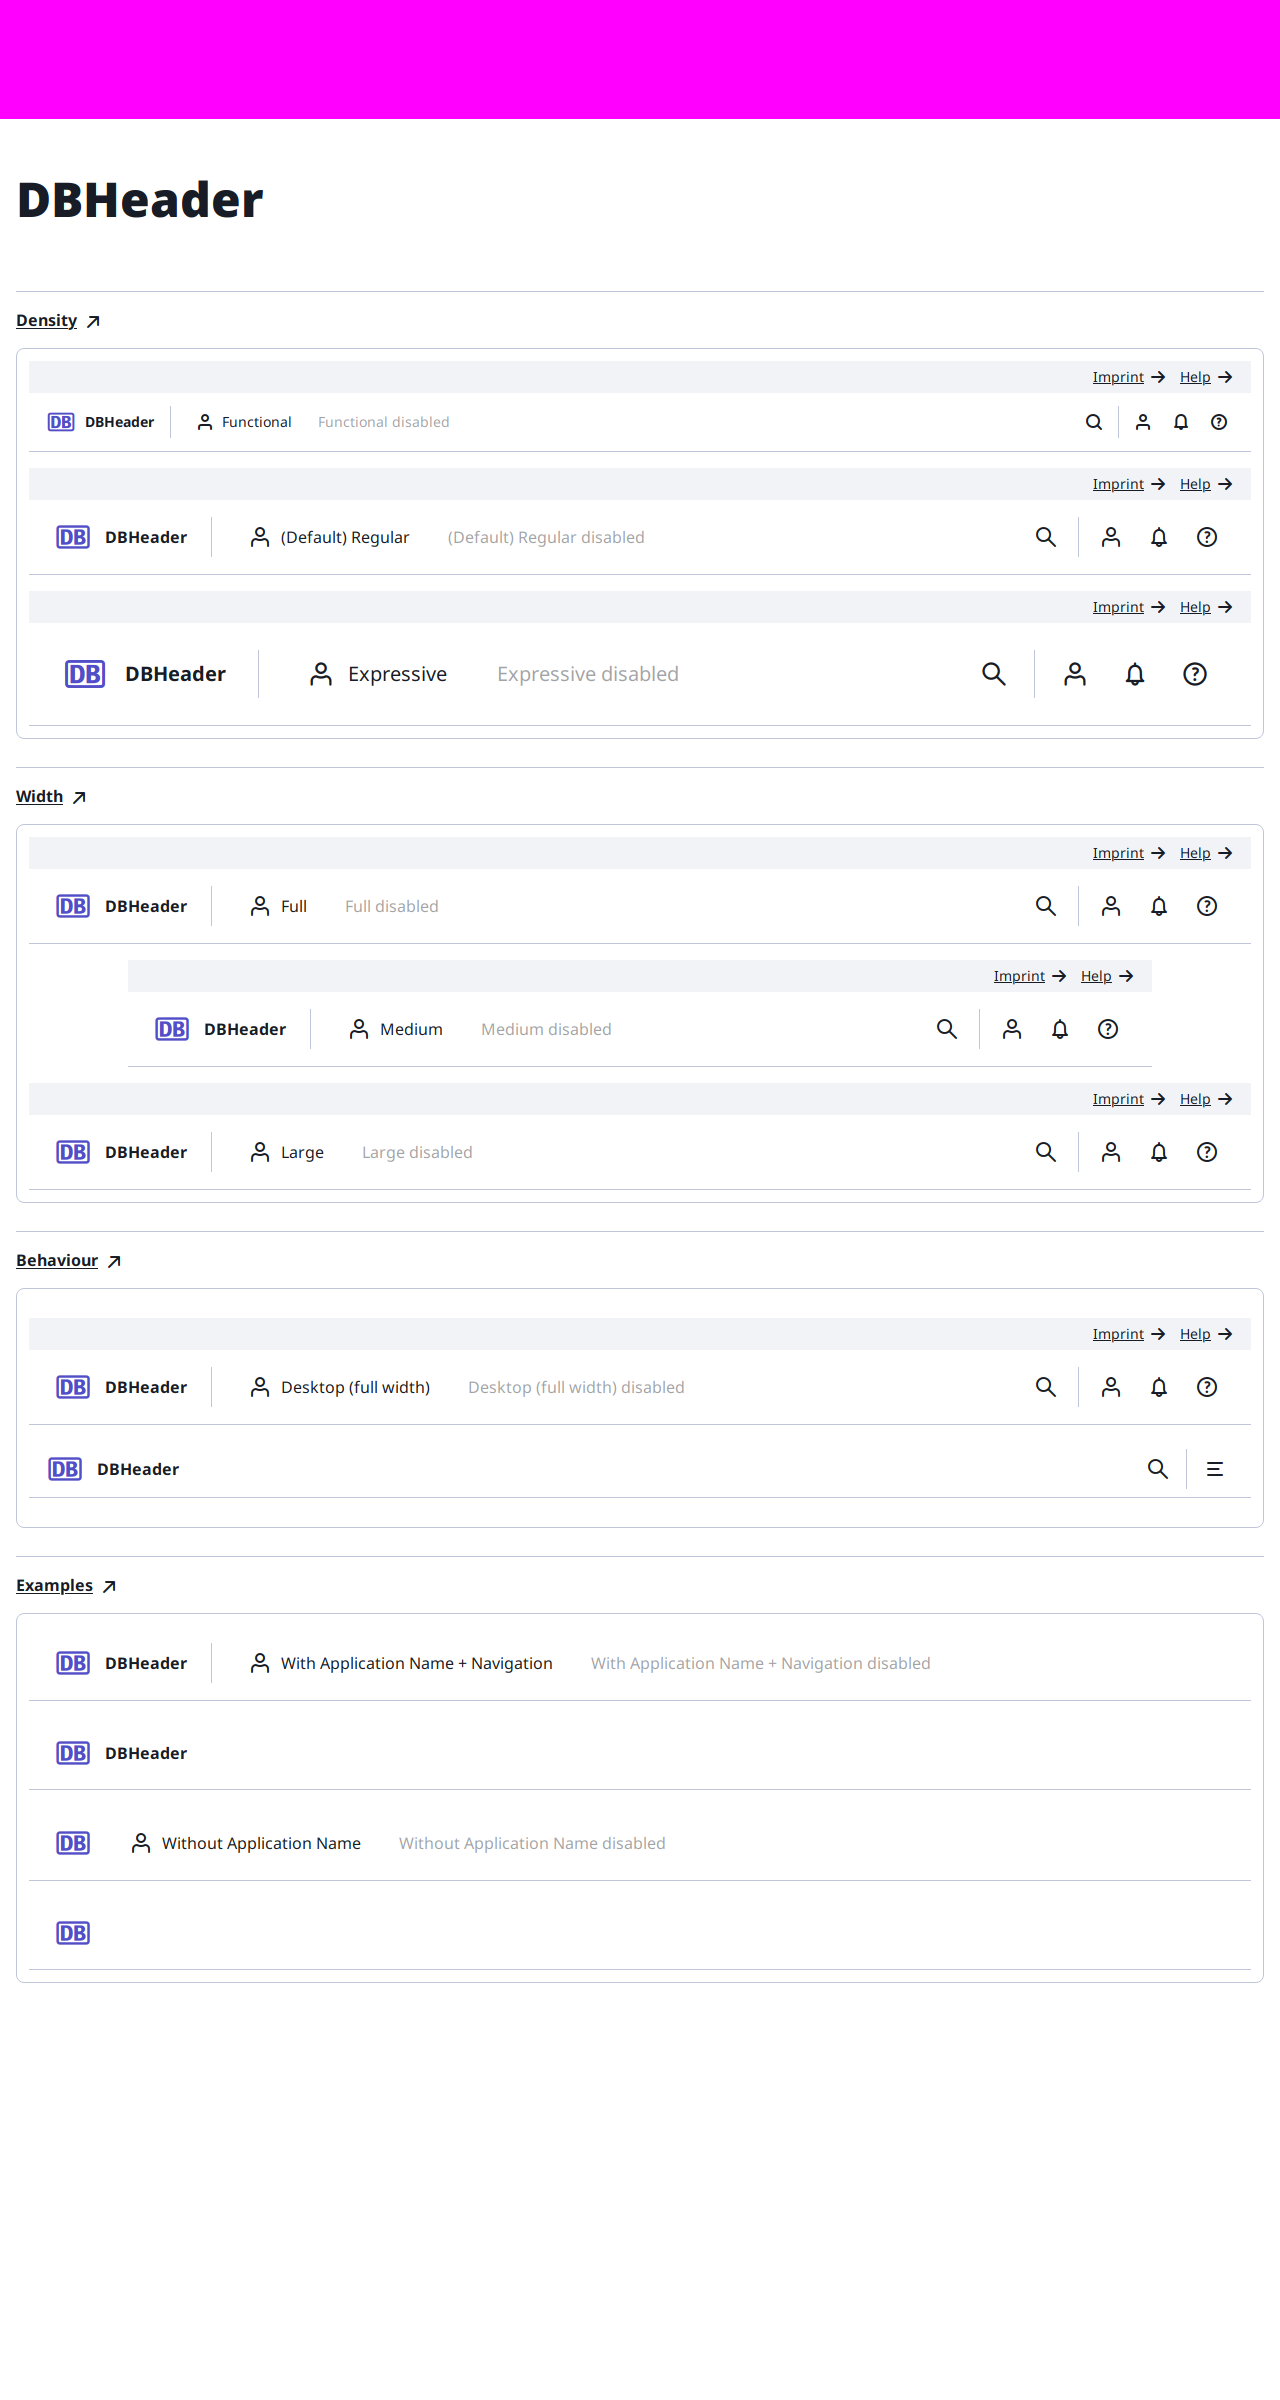 DBHeader
Density
Imprint Help
DB DBHeader Functional Functional disabled
Imprint Help
DB DBHeader (Default) Regular (Default) Regular disabled
Imprint Help
DB DBHeader Expressive Expressive disabled
Width
Imprint Help
DB DBHeader Full Full disabled
Imprint Help
DB DBHeader Medium Medium disabled
Imprint Help
DB DBHeader Large Large disabled
Behaviour
Imprint Help
DB DBHeader Desktop (full width) Desktop (full width) disabled
DB DBHeader
Examples
DB DBHeader With Application Name + Navigation With Application Name + Navigation disabled
DB DBHeader
DB Without Application Name Without Application Name disabled
DB